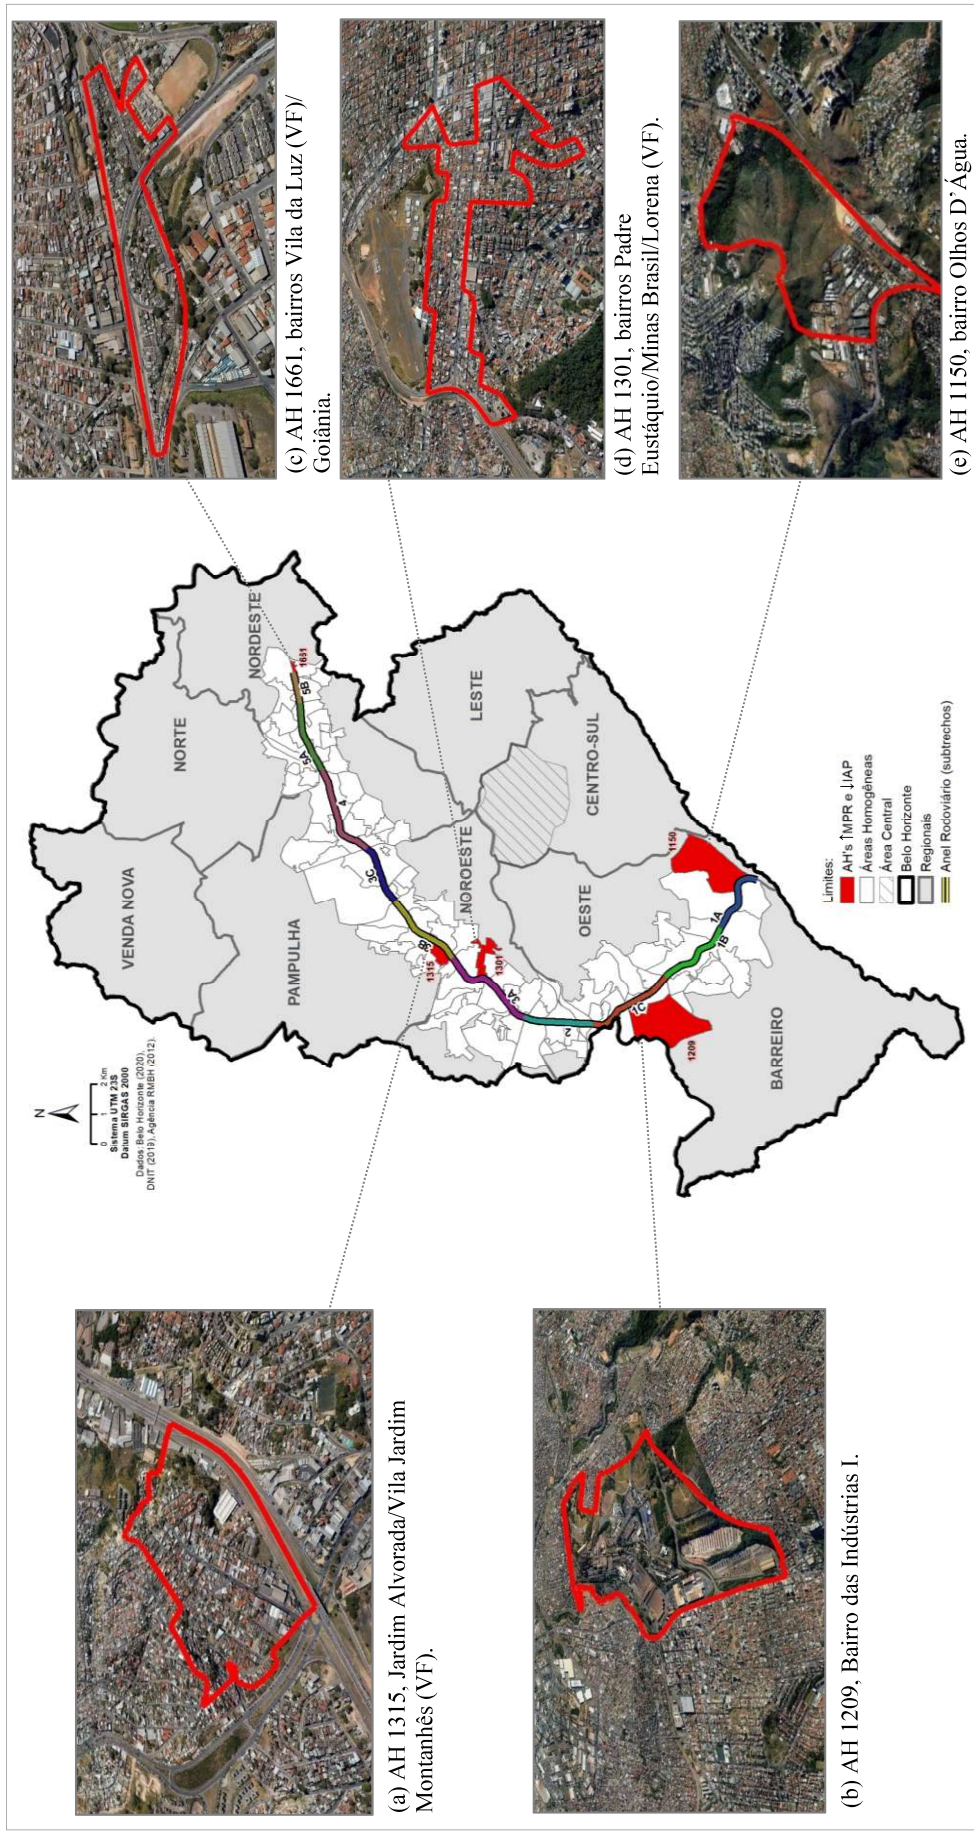 (a) AH 1315, Jardim Alvorada/Vila Jardim
Montanhês (VF).
(b) AH 1209, Bairro das Indústrias I.
N
0 1 2 Km
Sistema UTM 23S
Datum SIRGAS 2000
Dados: Belo Horizonte (2020),
DNIT (2019), Agência RMBH (2012).
VENDA NOVA
NORTE
NORDESTE
PAMPULHA
NOROESTE
LESTE
CENTRO-SUL
OESTE
BARREIRO
1661
5B
5A
4
3C
3B
1315
1301
3A
2
1C
1209
1B
1A
1150
Limites:
AH's ↑MPR e ↓IAP
Áreas Homogêneas
Área Central
Belo Horizonte
Regionais
Anel Rodoviário (subtrechos)
(c) AH 1661, bairros Vila da Luz (VF)/
Goiânia.
(d) AH 1301, bairros Padre
Eustáquio/Minas Brasil/Lorena (VF).
(e) AH 1150, bairro Olhos D’Água.